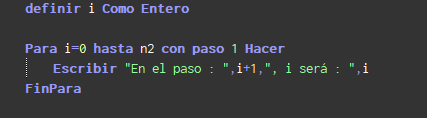 definir i Como Entero
Para i=0 hasta n2 con paso 1 Hacer
Escribir "En el paso : ",i+1,", i será : ",i
FinPara